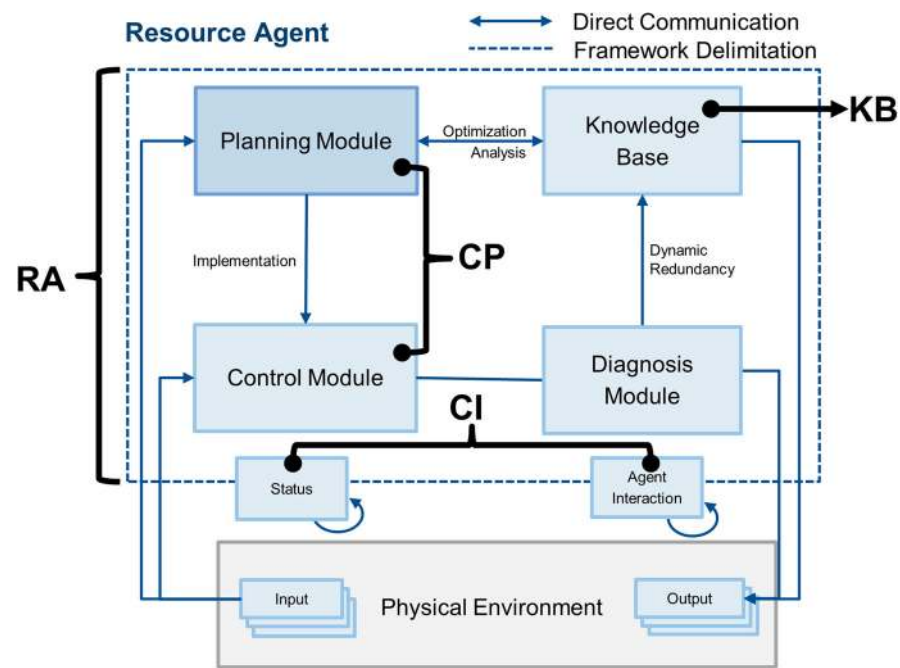 Resource Agent
Direct Communication
Framework Delimitation
Planning Module
Optimization
Analysis
Knowledge
Base
KB
RA
Implementation
CP
Dynamic
Redundancy
Control Module
Diagnosis
Module
CI
Status
Agent
Interaction
Input
Physical Environment
Output